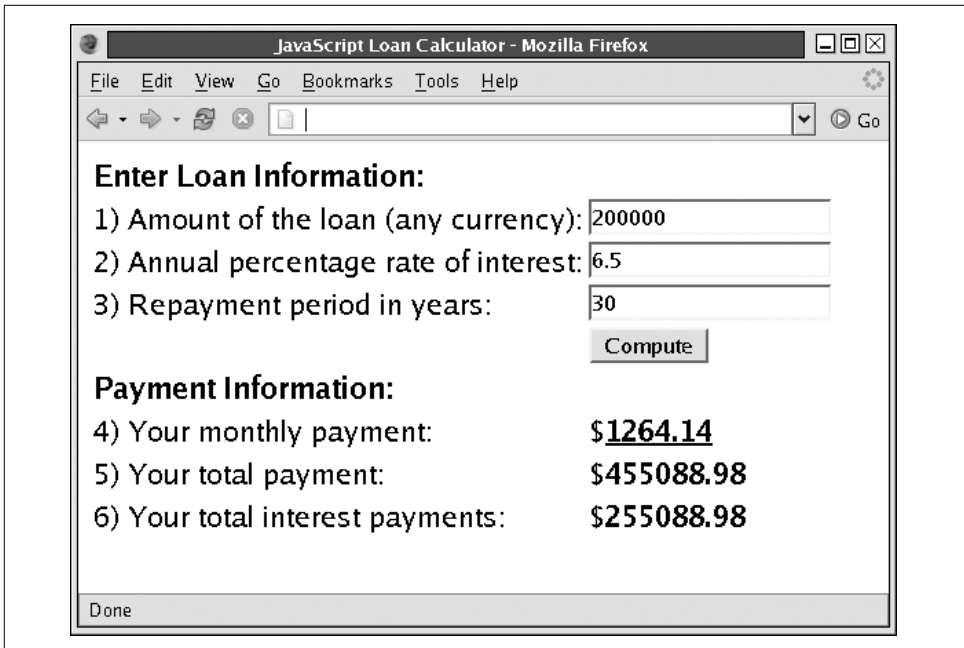 JavaScript Loan Calculator - Mozilla Firefox
File Edit View Go Bookmarks Tools Help
Go
Enter Loan Information:
1) Amount of the loan (any currency): 200000
2) Annual percentage rate of interest: 6.5
3) Repayment period in years: 30
Compute
Payment Information:
4) Your monthly payment: $1264.14
5) Your total payment: $455088.98
6) Your total interest payments: $255088.98
Done